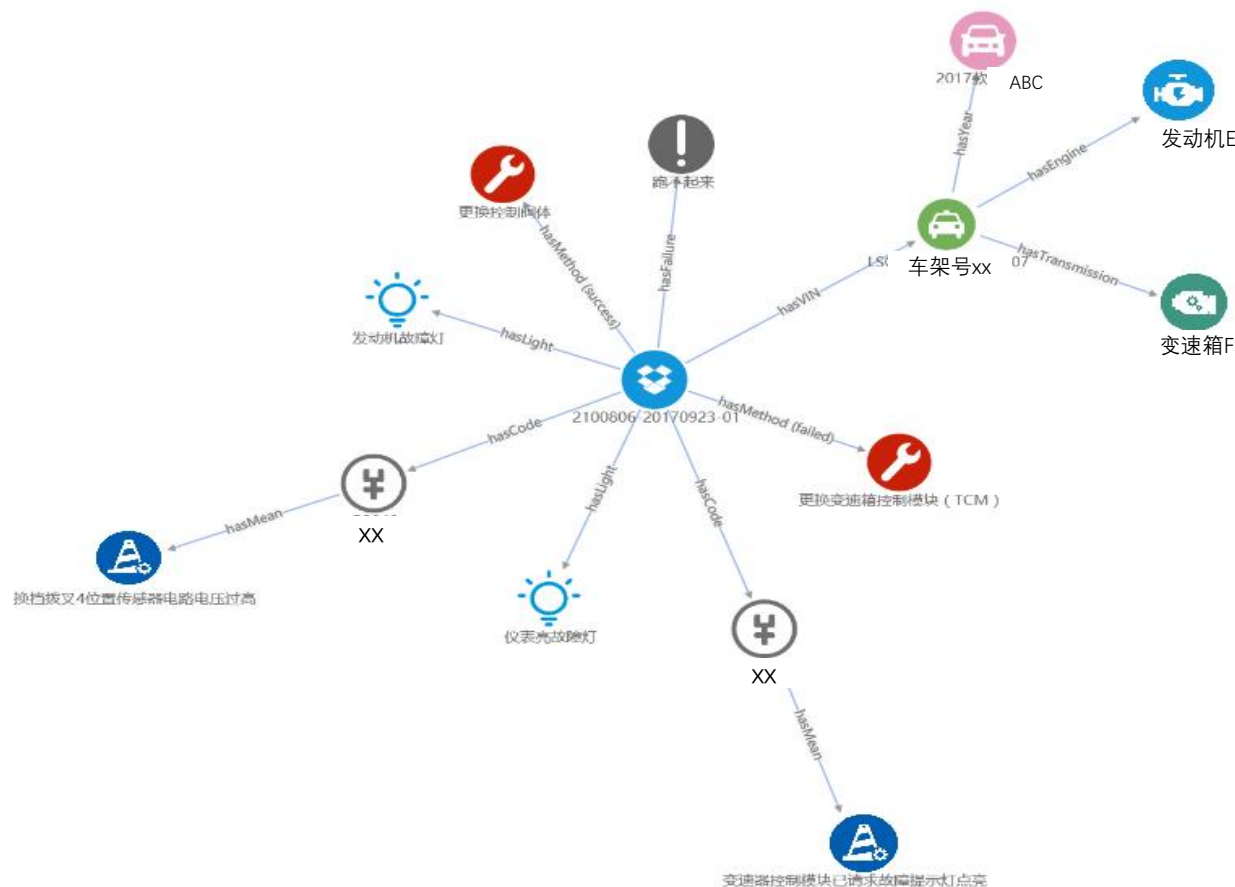 2017款 ABC
hasYear
hasEngine
发动机E
跑不起来
更换控制阀体
hasMethod (success)
hasFailure
hasVIN
车架号xx 07
hasTransmission
变速箱F
发动机故障灯
hasLight
2100806-20170923-01
hasMethod (failed)
hasCode
hasLight
hasCode
更换变速箱控制模块（TCM）
hasMean
XX
换档拨叉4位置传感器电路电压过高
仪表亮故障灯
XX
hasMean
变速器控制模块已请求故障提示灯点亮